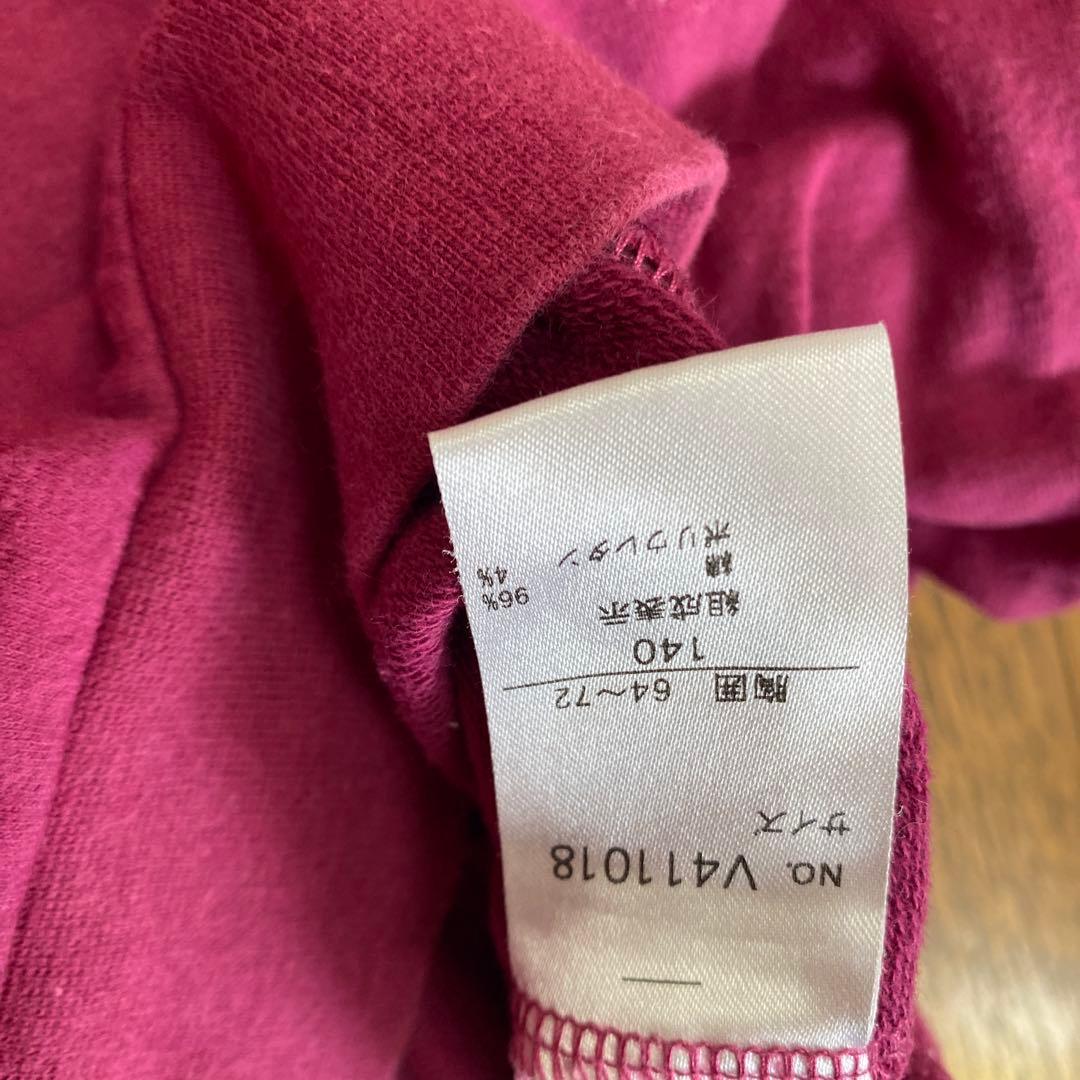 No. V411018
サイズ
胸囲 64～72
140
組成表示
綿 96%
ポリウレタン 4%